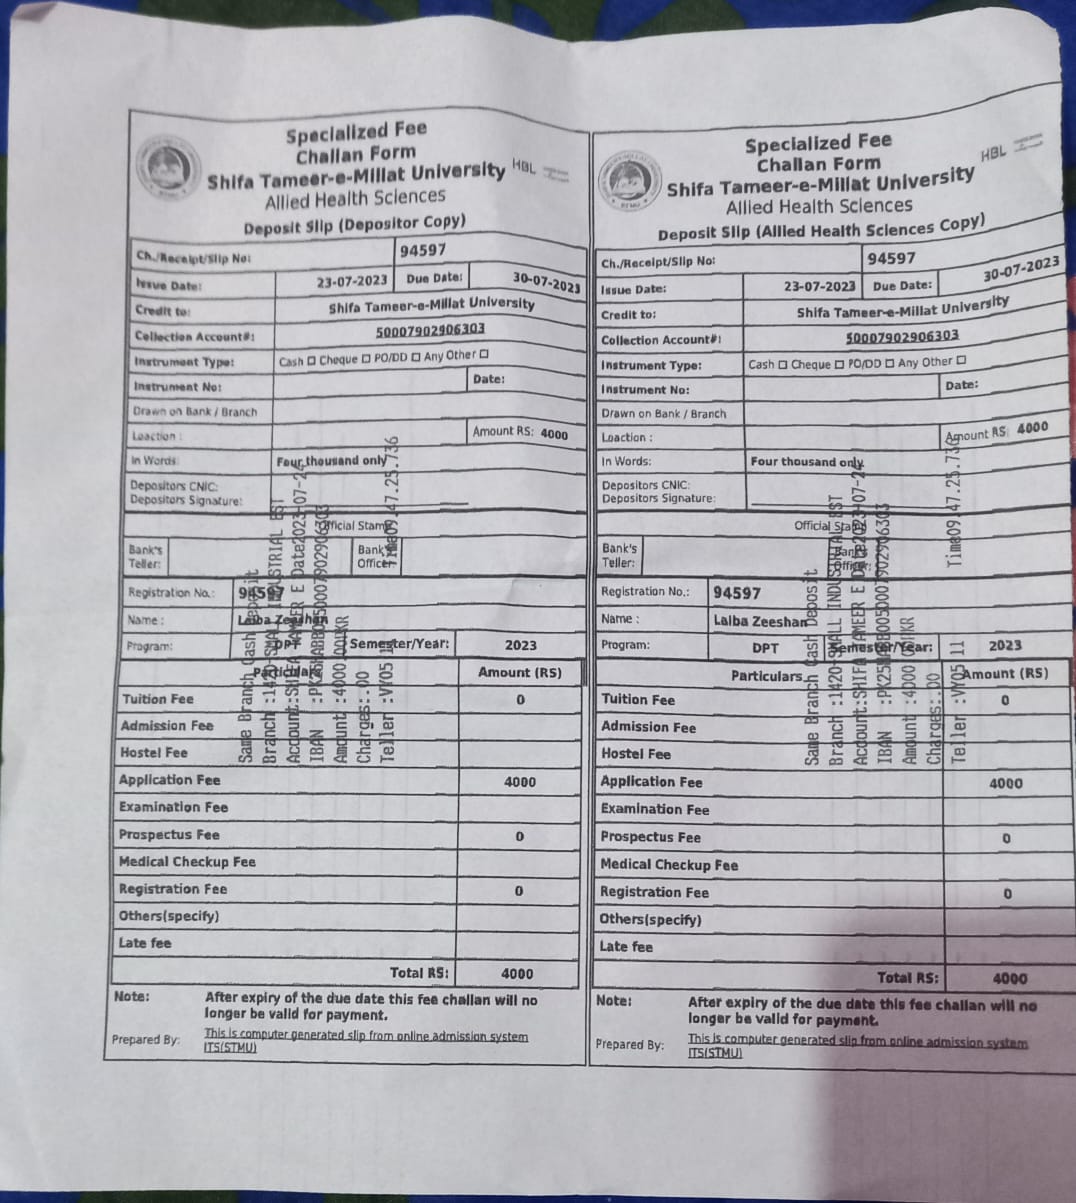 Specialized Fee
Challan Form
Shifa Tameer-e-Millat University
HBL
Allied Health Sciences
Deposit Slip (Depositor Copy)
Ch./Receipt/Slip No: 94597
Issue Date: 23-07-2023 Due Date: 30-07-2023
Credit to: Shifa Tameer-e-Millat University
Collection Account#: 50007902906303
Instrument Type: Cash ☐ Cheque ☐ PO/DD ☐ Any Other ☐
Instrument No: Date:
Drawn on Bank / Branch
Loaction : Amount RS: 4000
In Words: Four thousand only
Depositors CNIC:
Depositors Signature:
Official Stamp
Bank's Teller: Bank's Officer:
Registration No.: 94597
Name : Laiba Zeeshan
Program: DPT Semester/Year: 2023
Particulars Amount (RS)
Tuition Fee 0
Admission Fee
Hostel Fee
Application Fee 4000
Examination Fee
Prospectus Fee 0
Medical Checkup Fee
Registration Fee 0
Others(specify)
Late fee
Total RS: 4000
Note: After expiry of the due date this fee challan will no
longer be valid for payment.
Prepared By: This is computer generated slip from online admission system
ITS(STMU)
Same Branch Cash Deposit
Branch :1420-SMALL INDUSTRIAL EST
Account:SHIFA TAMEER E Date2023-07-2
IBAN :
Amount :4000.00PKR
Charges:.00
Teller :VY05 11 Time09.47.25.736
Specialized Fee
Challan Form
Shifa Tameer-e-Millat University
HBL
Allied Health Sciences
Deposit Slip (Allied Health Sciences Copy)
Ch./Receipt/Slip No: 94597
Issue Date: 23-07-2023 Due Date: 30-07-2023
Credit to: Shifa Tameer-e-Millat University
Collection Account#: 50007902906303
Instrument Type: Cash ☐ Cheque ☐ PO/DD ☐ Any Other ☐
Instrument No: Date:
Drawn on Bank / Branch
Loaction : Amount RS: 4000
In Words: Four thousand only
Depositors CNIC:
Depositors Signature:
Official Stamp
Bank's Teller: Bank's Officer:
Registration No.: 94597
Name : Laiba Zeeshan
Program: DPT Semester/Year: 2023
Particulars Amount (RS)
Tuition Fee 0
Admission Fee
Hostel Fee
Application Fee 4000
Examination Fee
Prospectus Fee 0
Medical Checkup Fee
Registration Fee 0
Others(specify)
Late fee
Total RS: 4000
Note: After expiry of the due date this fee challan will no
longer be valid for payment.
Prepared By: This is computer generated slip from online admission system
ITS(STMU)
Same Branch Cash Deposit
Branch :1420-SMALL INDUSTRIAL EST
Account:SHIFA TAMEER E Date2023-07-2
IBAN :
Amount :4000.00PKR
Charges:.00
Teller :VY05 11 Time09.47.25.736